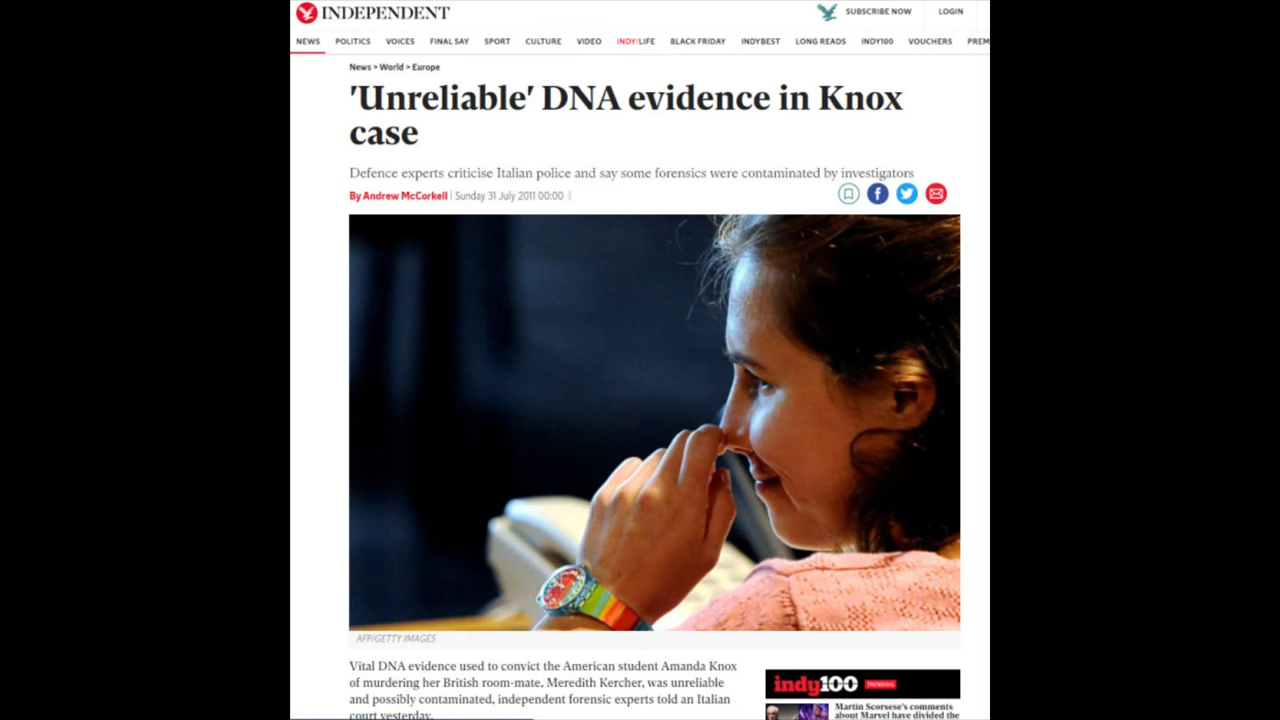 INDEPENDENT
SUBSCRIBE NOW
LOGIN
NEWS POLITICS VOICES FINAL SAY SPORT CULTURE VIDEO INDY/LIFE BLACK FRIDAY INDYBEST LONG READS INDY100 VOUCHERS PREM
News > World > Europe
'Unreliable' DNA evidence in Knox
case
Defence experts criticise Italian police and say some forensics were contaminated by investigators
By Andrew McCorkell | Sunday 31 July 2011 00:00 |
AFP/GETTY IMAGES
Vital DNA evidence used to convict the American student Amanda Knox
of murdering her British room-mate, Meredith Kercher, was unreliable
and possibly contaminated, independent forensic experts told an Italian
court yesterday.
indy100 TRENDING
Martin Scorsese's comments
about Marvel have divided the